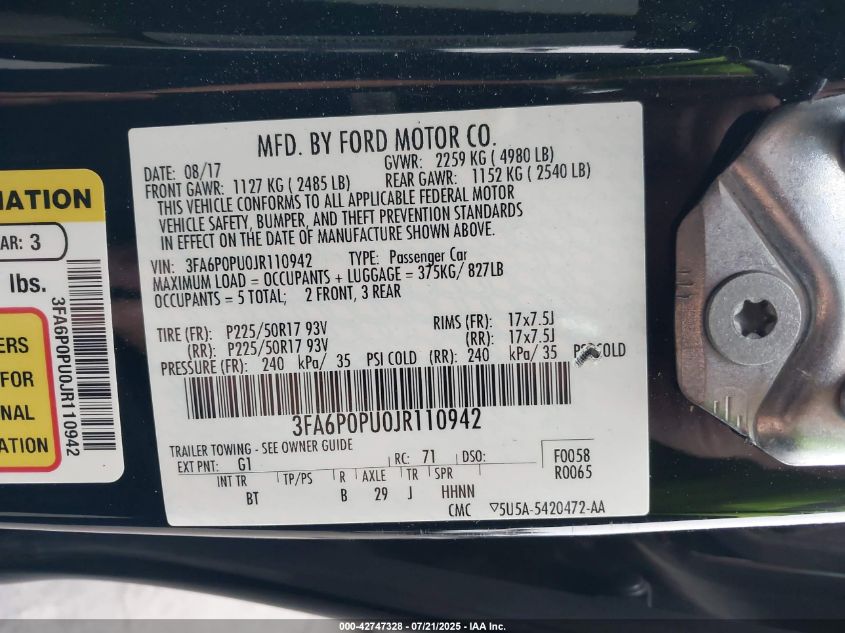 MFD. BY FORD MOTOR CO.
DATE: 08/17
GVWR: 2259 KG ( 4980 LB)
FRONT GAWR: 1127 KG ( 2485 LB)
REAR GAWR: 1152 KG ( 2540 LB)
THIS VEHICLE CONFORMS TO ALL APPLICABLE FEDERAL MOTOR
VEHICLE SAFETY, BUMPER, AND THEFT PREVENTION STANDARDS
IN EFFECT ON THE DATE OF MANUFACTURE SHOWN ABOVE.
VIN: 3FA6P0PU0JR110942 TYPE: Passenger Car
MAXIMUM LOAD = OCCUPANTS + LUGGAGE = 375KG/ 827LB
OCCUPANTS = 5 TOTAL; 2 FRONT, 3 REAR
TIRE (FR): P225/50R17 93V RIMS (FR): 17x7.5J
(RR): P225/50R17 93V (RR): 17x7.5J
PRESSURE (FR): 240 kPa/ 35 PSI COLD (RR): 240 kPa/ 35 PSI COLD
3FA6P0PU0JR110942
TRAILER TOWING - SEE OWNER GUIDE
EXT PNT: G1 RC: 71 DSO: F0058
R0065
INT TR TP/PS R AXLE TR SPR
BT B 29 J HHNN
CMC ▽5U5A-5420472-AA
MATION
AR: 3
lbs.
ERS
FOR
NAL
ATION
3FA6P0PU0JR110942
000-42747328 - 07/21/2025 - IAA, Inc.